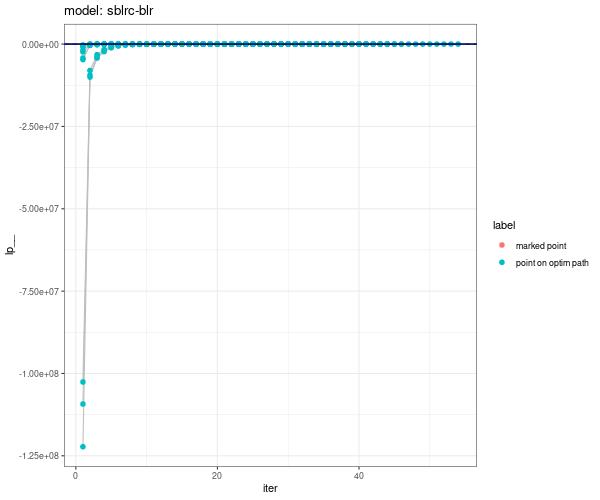 model: sblrc-blr
0.00e+00
-2.50e+07
-5.00e+07
-7.50e+07
-1.00e+08
-1.25e+08
lp__
0
20
40
iter
label
marked point
point on optim path